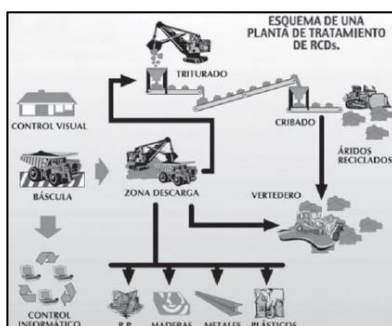 ESQUEMA DE UNA
PLANTA DE TRATAMIENTO
DE RCDs.
TRITURADO
CONTROL VISUAL
CRIBADO
ÁRIDOS
RECICLADOS
BÁSCULA
ZONA DESCARGA
VERTEDERO
CONTROL
INFORMÁTICO
R.P.
MADERAS
METALES
PLÁSTICOS